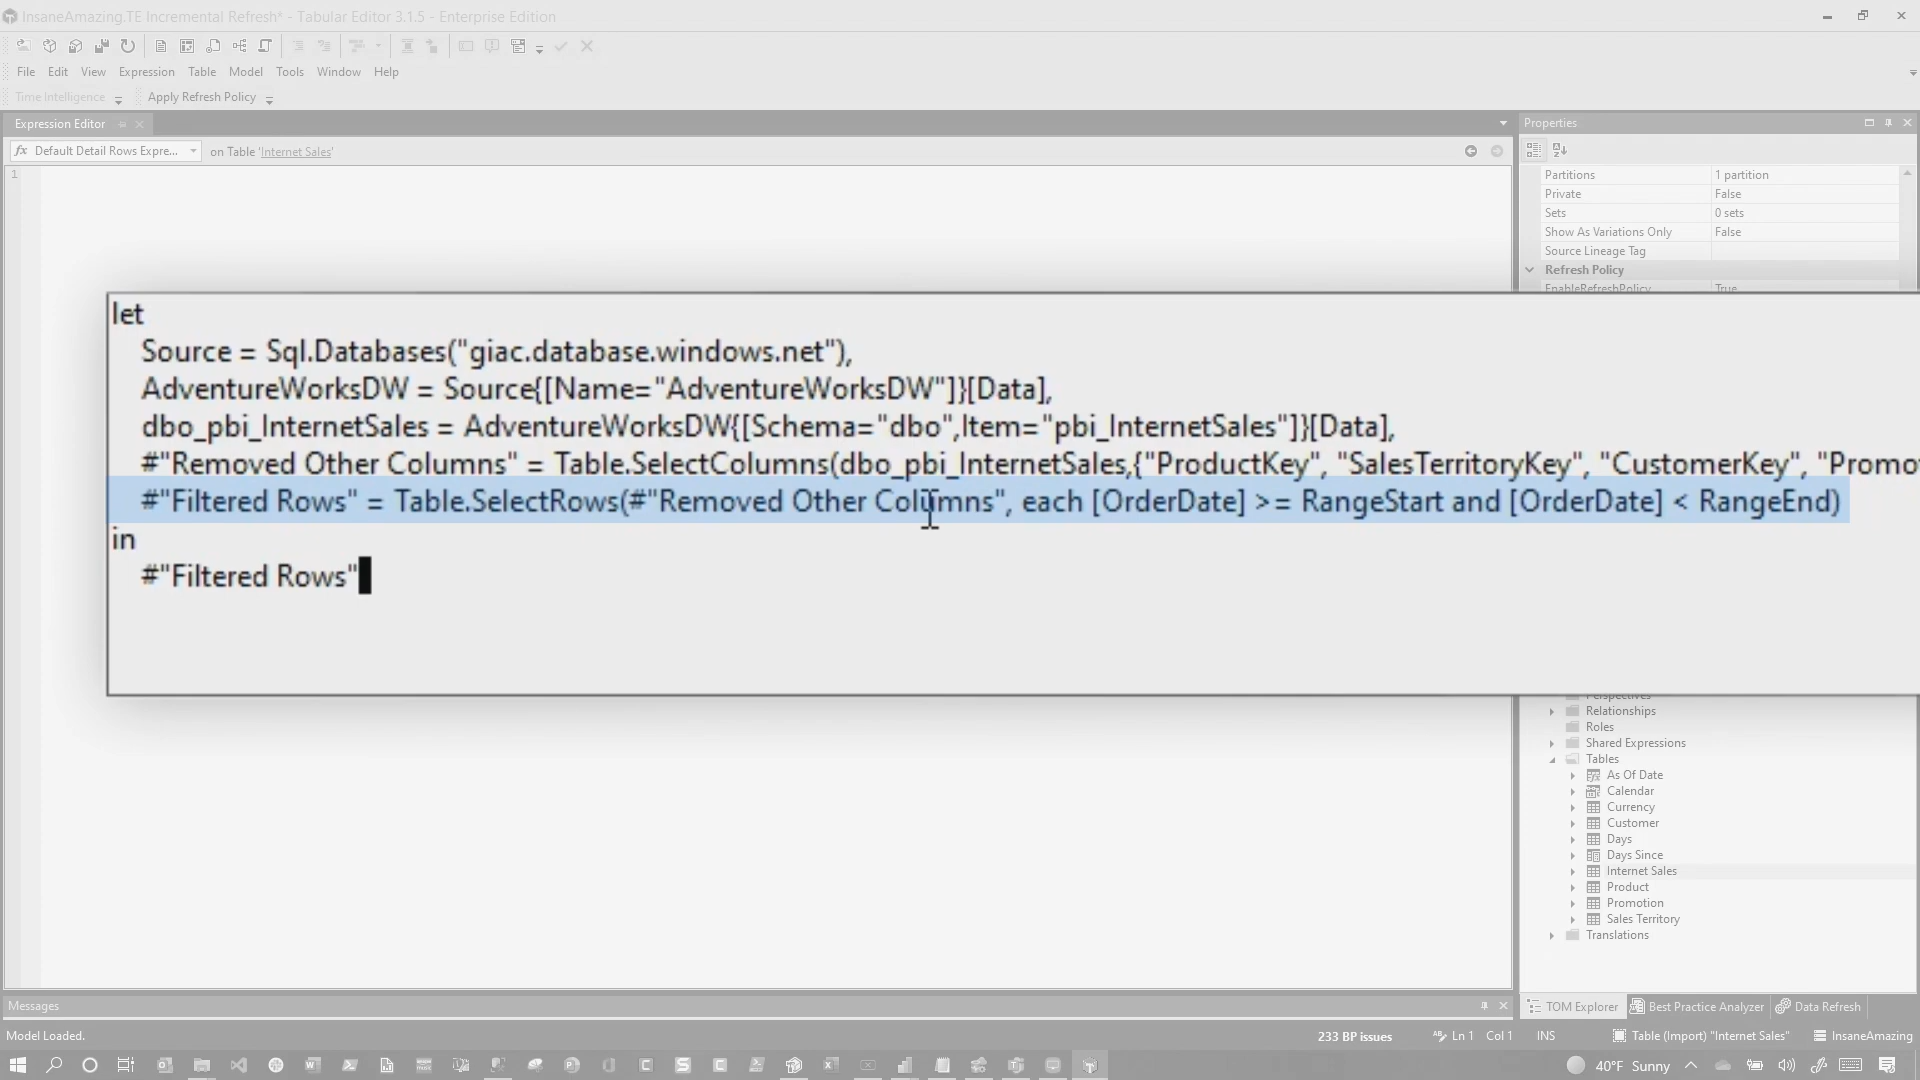 InsaneAmazing.TE Incremental Refresh* - Tabular Editor 3.1.5 - Enterprise Edition
File Edit View Expression Table Model Tools Window Help
Time Intelligence Apply Refresh Policy
Expression Editor
Default Detail Rows Expre... on Table 'Internet Sales'
1
Properties
Partitions 1 partition
Private False
Sets 0 sets
Show As Variations Only False
Source Lineage Tag
Refresh Policy
EnableRefreshPolicy True
let
Source = Sql.Databases("giac.database.windows.net"),
AdventureWorksDW = Source{[Name="AdventureWorksDW"]}[Data],
dbo_pbi_InternetSales = AdventureWorksDW{[Schema="dbo",Item="pbi_InternetSales"]}[Data],
#"Removed Other Columns" = Table.SelectColumns(dbo_pbi_InternetSales,{"ProductKey", "SalesTerritoryKey", "CustomerKey", "Promo
#"Filtered Rows" = Table.SelectRows(#"Removed Other Columns", each [OrderDate] >= RangeStart and [OrderDate] < RangeEnd)
in
#"Filtered Rows"
Perspectives
Relationships
Roles
Shared Expressions
Tables
As Of Date
Calendar
Currency
Customer
Days
Days Since
Internet Sales
Product
Promotion
Sales Territory
Translations
Messages
TOM Explorer Best Practice Analyzer Data Refresh
Model Loaded.
233 BP issues Ln 1 Col 1 INS Table (Import) "Internet Sales" InsaneAmazing
40°F Sunny